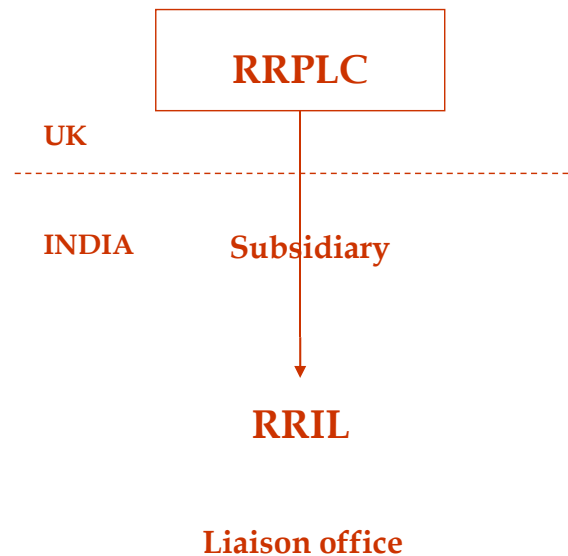 RRPLC
UK
INDIA
Subsidiary
RRIL
Liaison office